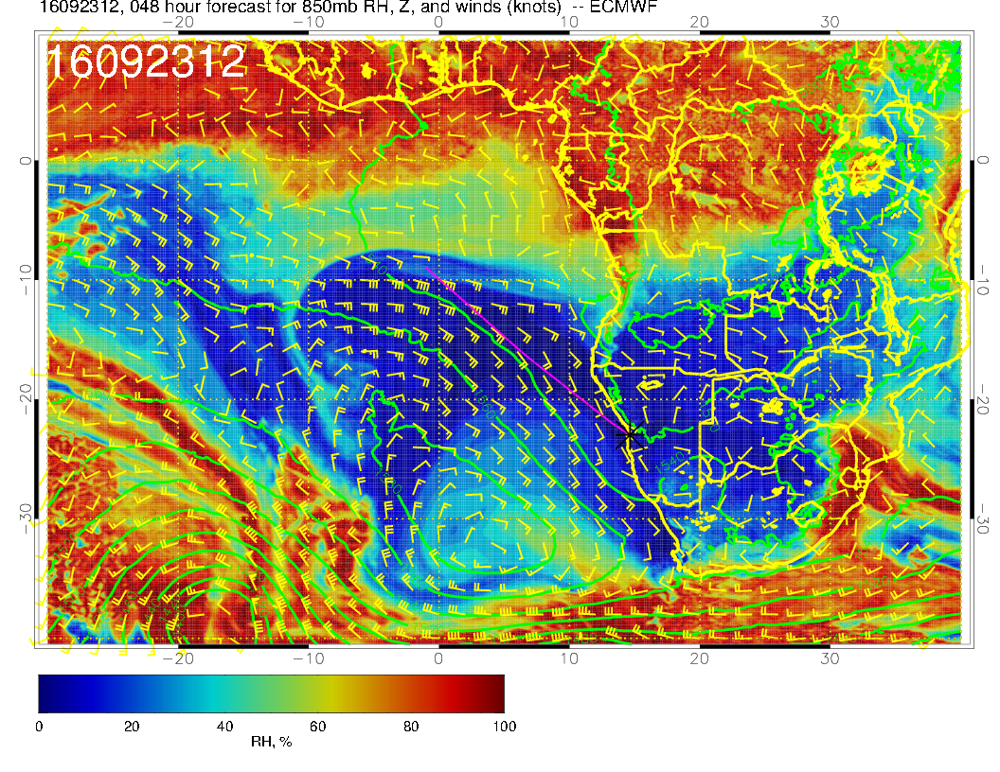 16092312, 048 hour forecast for 850mb RH, Z, and winds (knots) -- ECMWF
-20 -10 0 10 20 30
16092312
0 0
-10 -10
-20 -20
-30 -30
-20 -10 0 10 20 30
0 20 40 60 80 100
RH, %